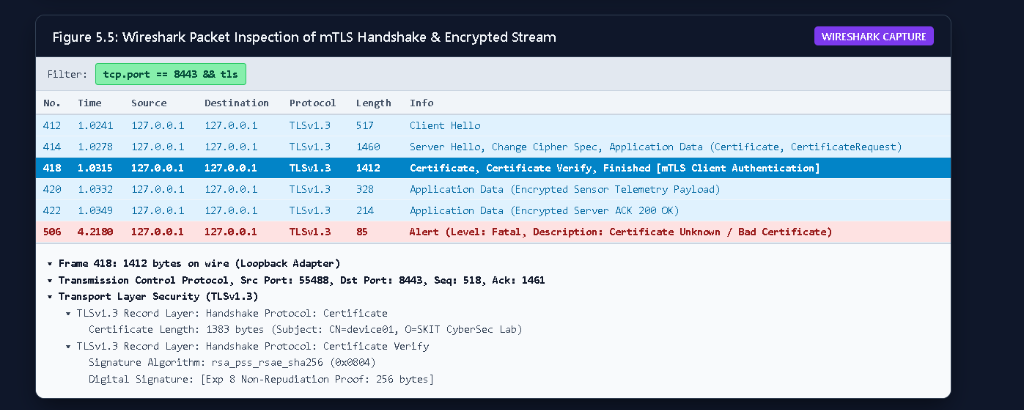 Figure 5.5: Wireshark Packet Inspection of mTLS Handshake & Encrypted Stream
WIRESHARK CAPTURE
Filter: tcp.port == 8443 && tls
No. Time Source Destination Protocol Length Info
412 1.0241 127.0.0.1 127.0.0.1 TLSv1.3 517 Client Hello
414 1.0278 127.0.0.1 127.0.0.1 TLSv1.3 1460 Server Hello, Change Cipher Spec, Application Data (Certificate, CertificateRequest)
418 1.0315 127.0.0.1 127.0.0.1 TLSv1.3 1412 Certificate, Certificate Verify, Finished [mTLS Client Authentication]
420 1.0332 127.0.0.1 127.0.0.1 TLSv1.3 328 Application Data (Encrypted Sensor Telemetry Payload)
422 1.0349 127.0.0.1 127.0.0.1 TLSv1.3 214 Application Data (Encrypted Server ACK 200 OK)
506 4.2180 127.0.0.1 127.0.0.1 TLSv1.3 85 Alert (Level: Fatal, Description: Certificate Unknown / Bad Certificate)
▾ Frame 418: 1412 bytes on wire (Loopback Adapter)
▾ Transmission Control Protocol, Src Port: 55488, Dst Port: 8443, Seq: 518, Ack: 1461
▾ Transport Layer Security (TLSv1.3)
▾ TLSv1.3 Record Layer: Handshake Protocol: Certificate
Certificate Length: 1383 bytes (Subject: CN=device01, O=SKIT CyberSec Lab)
▾ TLSv1.3 Record Layer: Handshake Protocol: Certificate Verify
Signature Algorithm: rsa_pss_rsae_sha256 (0x0804)
Digital Signature: [Exp 8 Non-Repudiation Proof: 256 bytes]